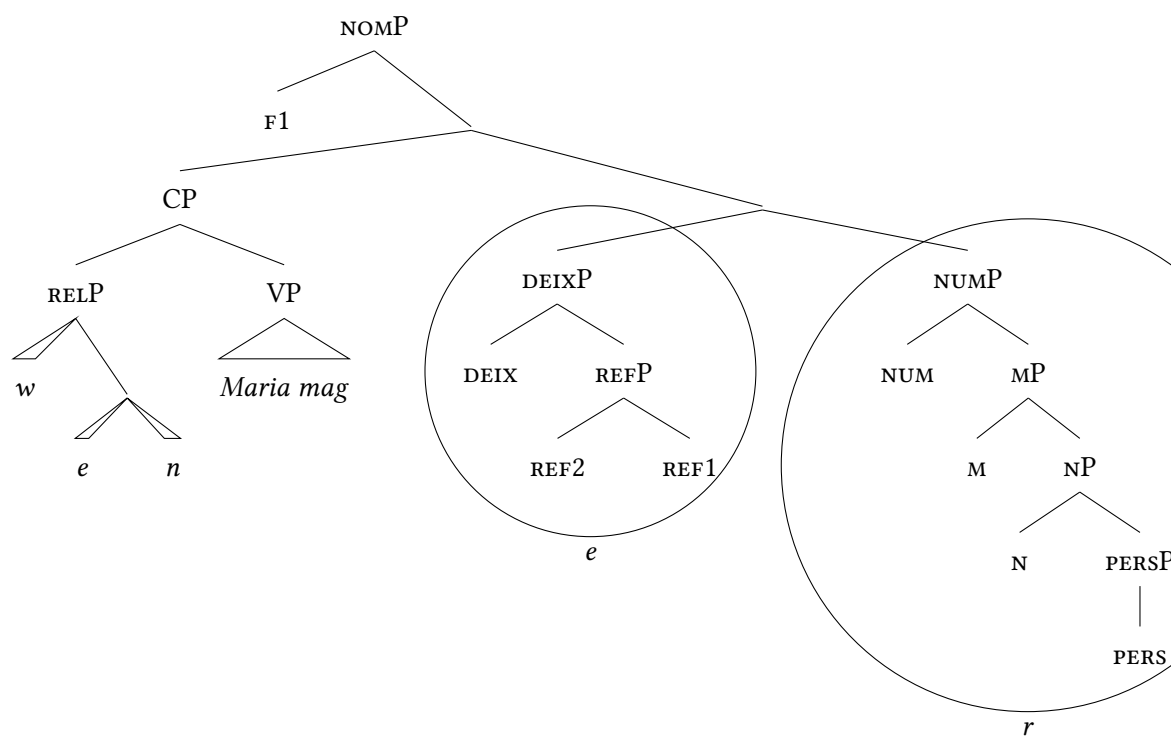 NOMP
F1
CP
RELP VP DEIXP NUMP
w Maria mag DEIX REFP NUM MP
e n REF2 REF1 M NP
e N PERSP
PERS
r